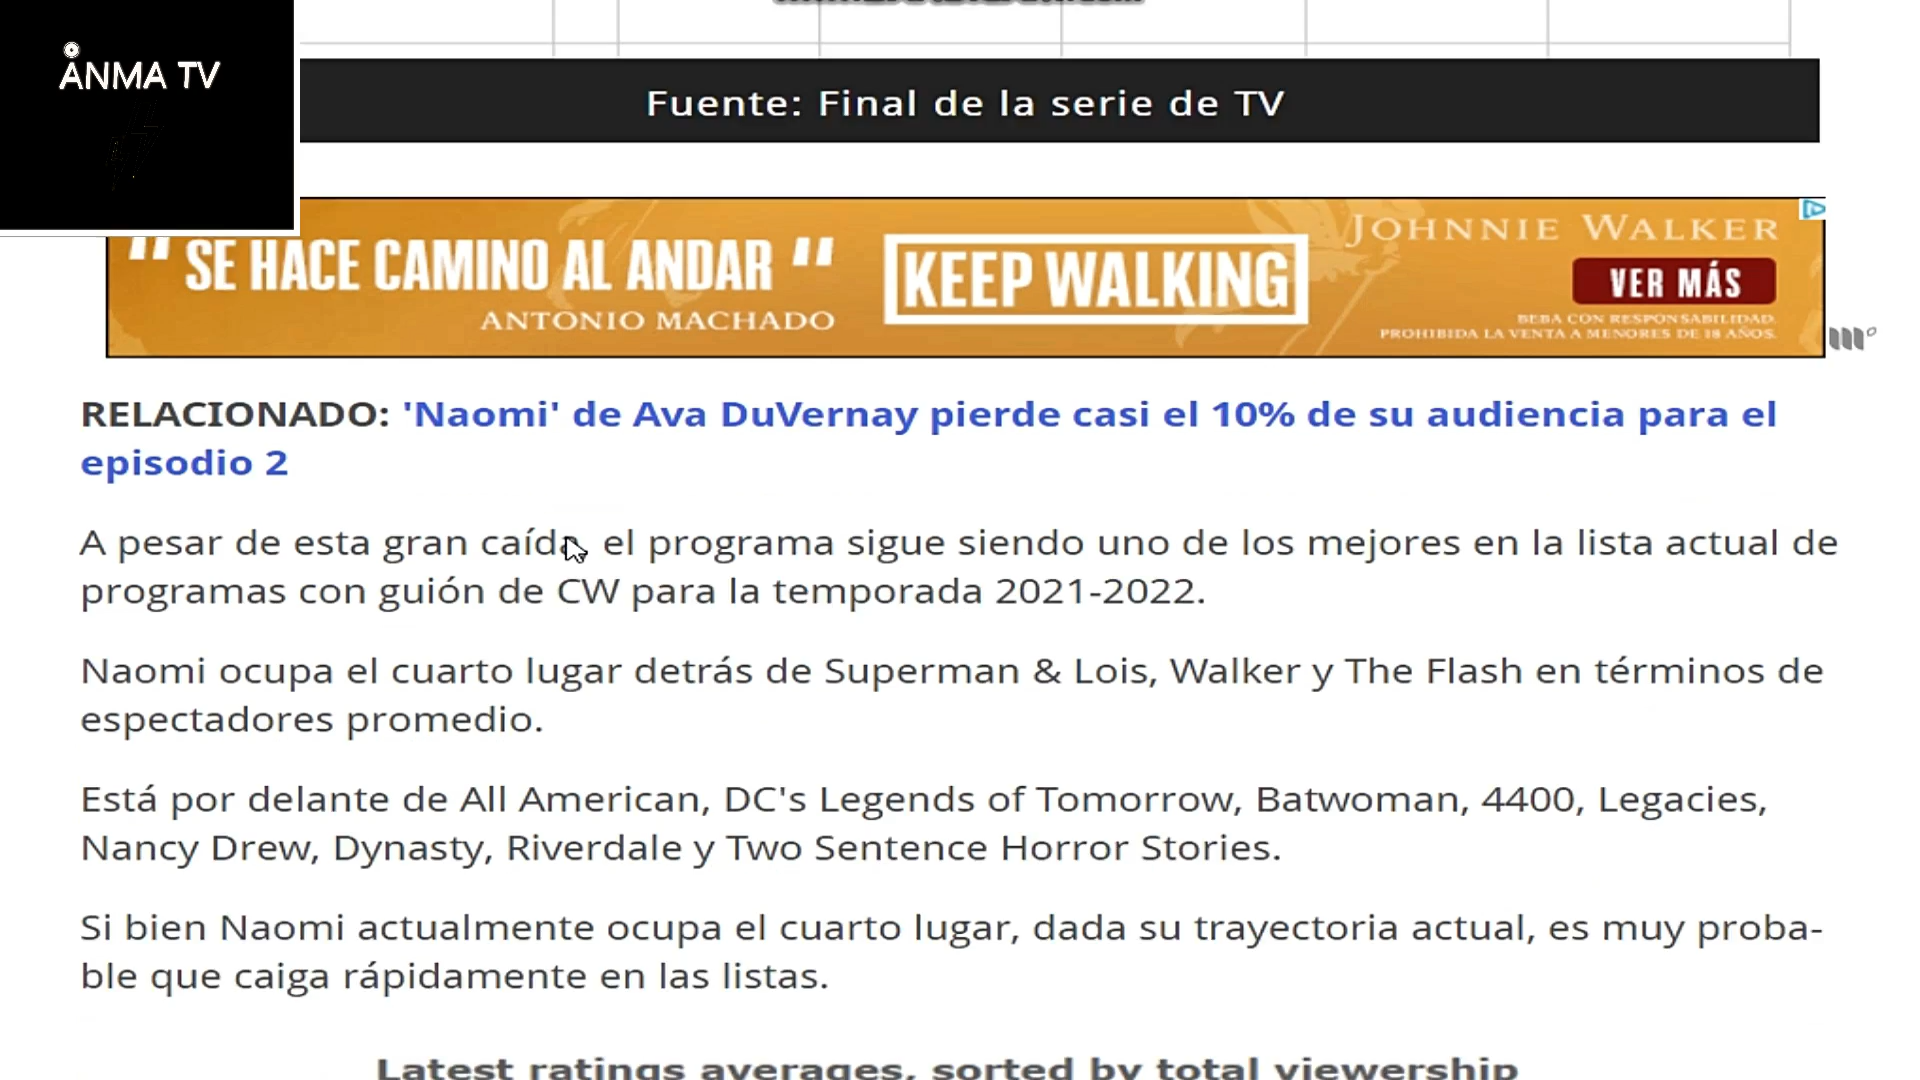 ANMA TV
Fuente: Final de la serie de TV
" SE HACE CAMINO AL ANDAR "
ANTONIO MACHADO
KEEP WALKING
JOHNNIE WALKER
VER MÁS
BEBA CON RESPONSABILIDAD.
PROHIBIDA LA VENTA A MENORES DE 18 AÑOS.
RELACIONADO: 'Naomi' de Ava DuVernay pierde casi el 10% de su audiencia para el
episodio 2
A pesar de esta gran caída, el programa sigue siendo uno de los mejores en la lista actual de
programas con guión de CW para la temporada 2021-2022.
Naomi ocupa el cuarto lugar detrás de Superman & Lois, Walker y The Flash en términos de
espectadores promedio.
Está por delante de All American, DC's Legends of Tomorrow, Batwoman, 4400, Legacies,
Nancy Drew, Dynasty, Riverdale y Two Sentence Horror Stories.
Si bien Naomi actualmente ocupa el cuarto lugar, dada su trayectoria actual, es muy proba-
ble que caiga rápidamente en las listas.
Latest ratings averages, sorted by total viewership